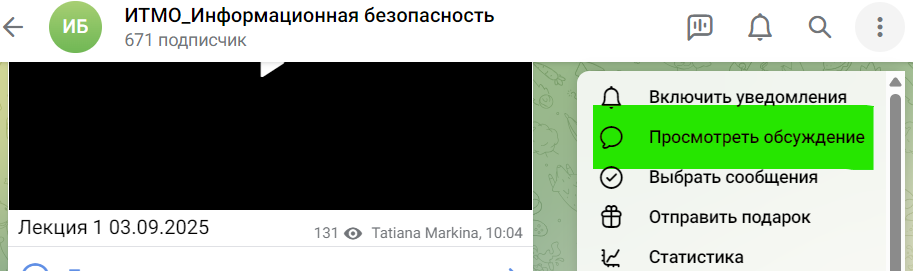 ИБ
ИТМО_Информационная безопасность
671 подписчик
Включить уведомления
Просмотреть обсуждение
Выбрать сообщения
Отправить подарок
Статистика
Лекция 1 03.09.2025
131 Tatiana Markina, 10:04